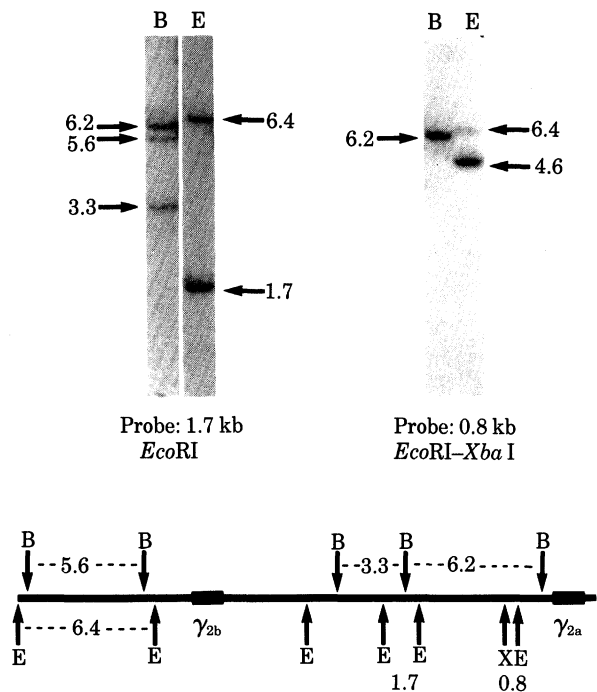 B E
B E
6.2
5.6
6.4
6.2
6.4
4.6
3.3
1.7
Probe: 1.7 kb
EcoRI
Probe: 0.8 kb
EcoRI–Xba I
B B B B B
5.6 3.3 6.2
6.4 γ2b γ2a
E E E E E XE
1.7 0.8